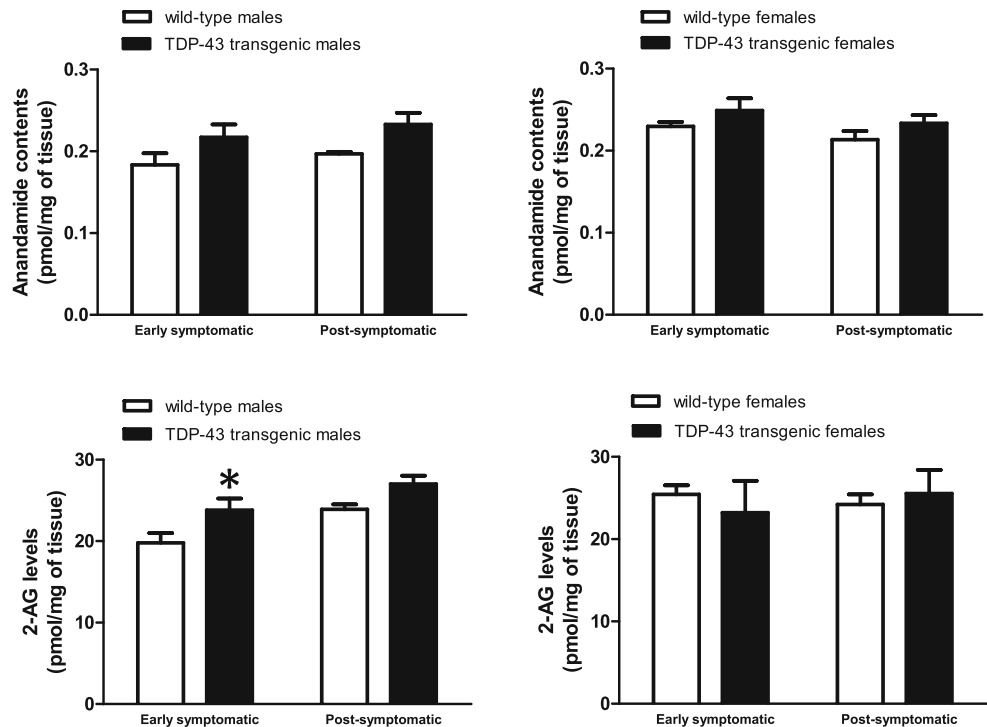 wild-type males
TDP-43 transgenic males
Anandamide contents
(pmol/mg of tissue)
0.3
0.2
0.1
0.0
Early symptomatic
Post-symptomatic
wild-type females
TDP-43 transgenic females
Anandamide contents
(pmol/mg of tissue)
0.3
0.2
0.1
0.0
Early symptomatic
Post-symptomatic
wild-type males
TDP-43 transgenic males
2-AG levels
(pmol/mg of tissue)
30
20
10
0
*
Early symptomatic
Post-symptomatic
wild-type females
TDP-43 transgenic females
2-AG levels
(pmol/mg of tissue)
30
20
10
0
Early symptomatic
Post-symptomatic